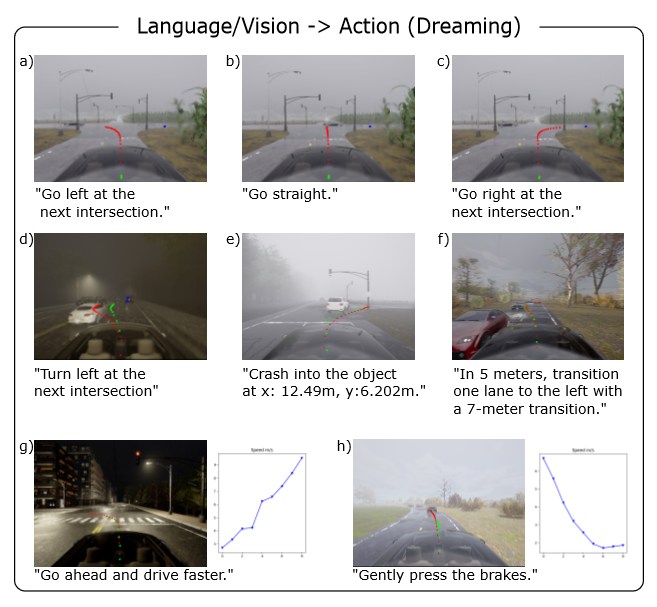 Language/Vision -> Action (Dreaming)
a)
b)
c)
"Go left at the
next intersection."
"Go straight."
"Go right at the
next intersection."
d)
e)
f)
"Turn left at the
next intersection"
"Crash into the object
at x: 12.49m, y:6.202m."
"In 5 meters, transition
one lane to the left with
a 7-meter transition."
g)
h)
"Go ahead and drive faster."
"Gently press the brakes."